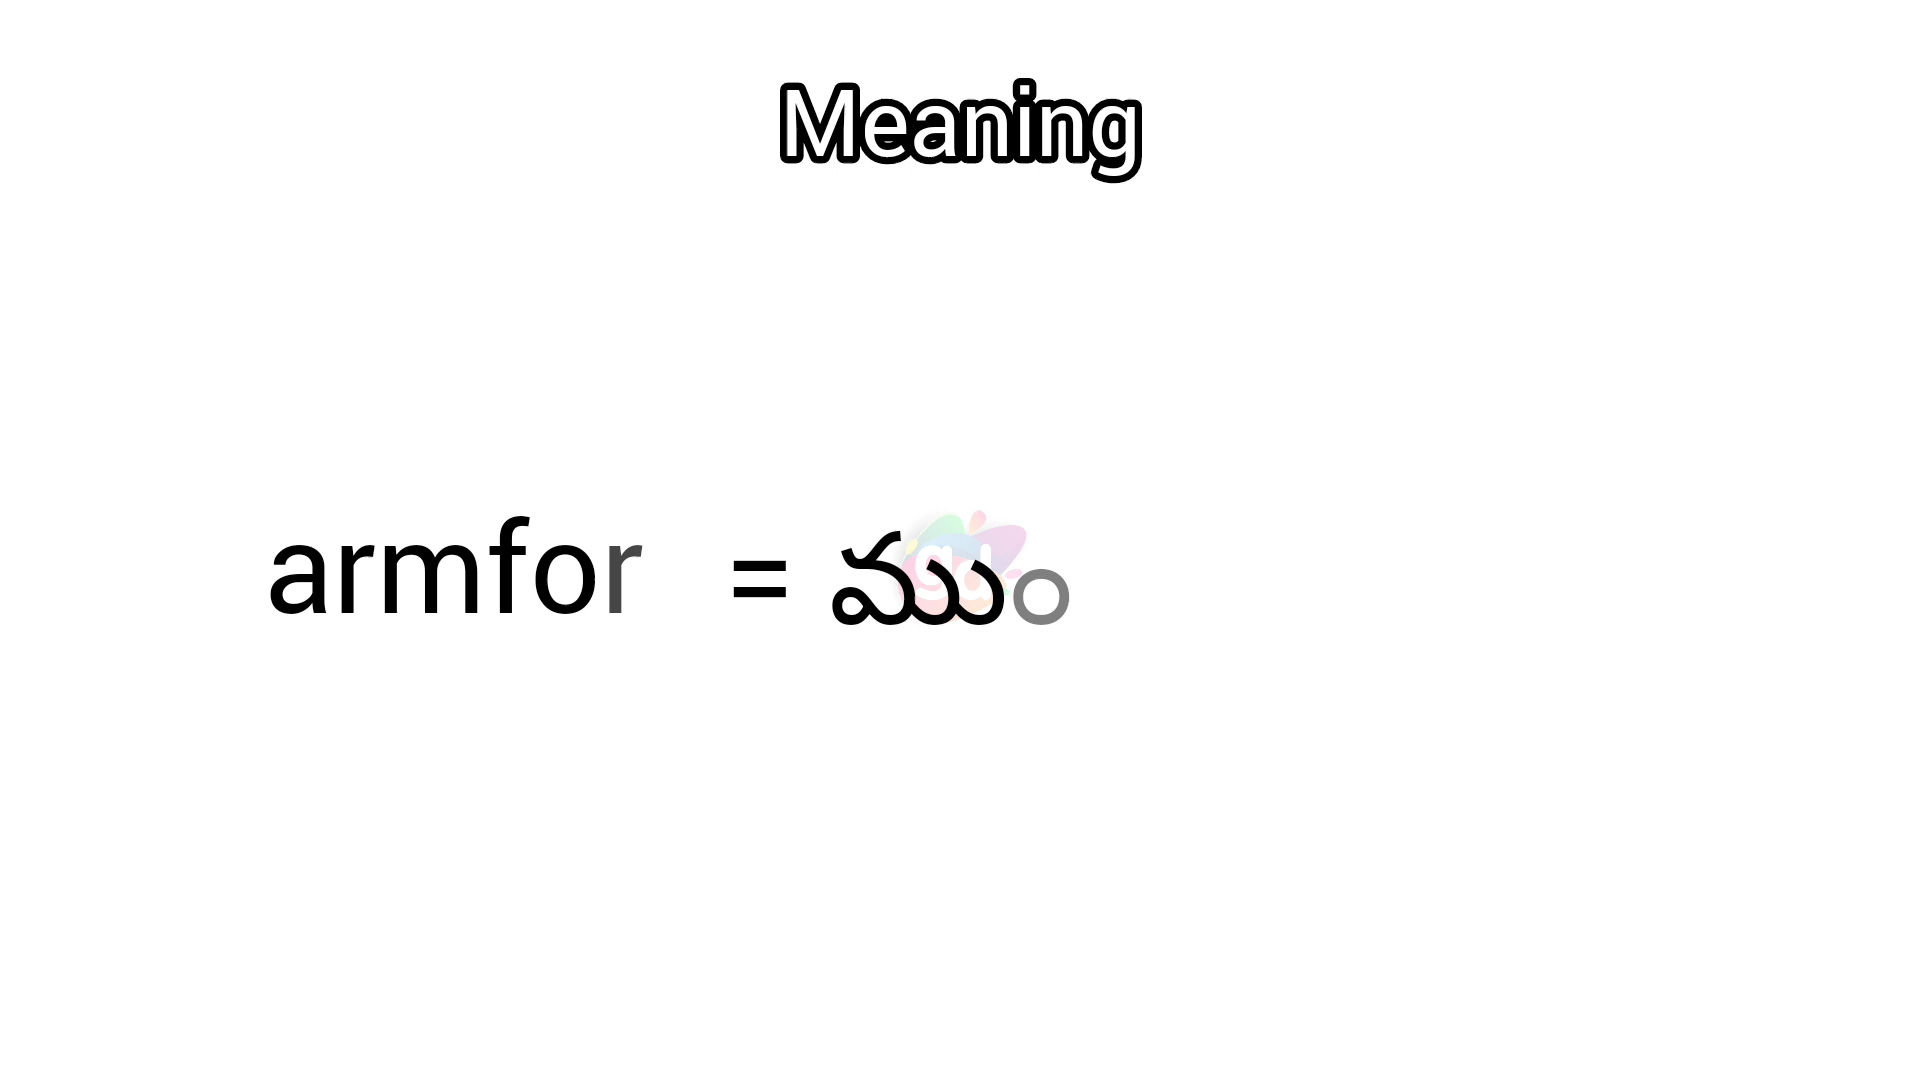 Meaning
armfor = ముం